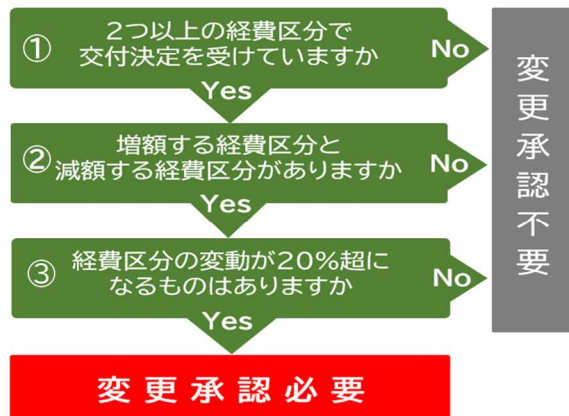 ① 2つ以上の経費区分で
交付決定を受けていますか
No
Yes
② 増額する経費区分と
減額する経費区分がありますか
No
Yes
③ 経費区分の変動が20%超に
なるものはありますか
No
Yes
変更承認必要
変更承認不要